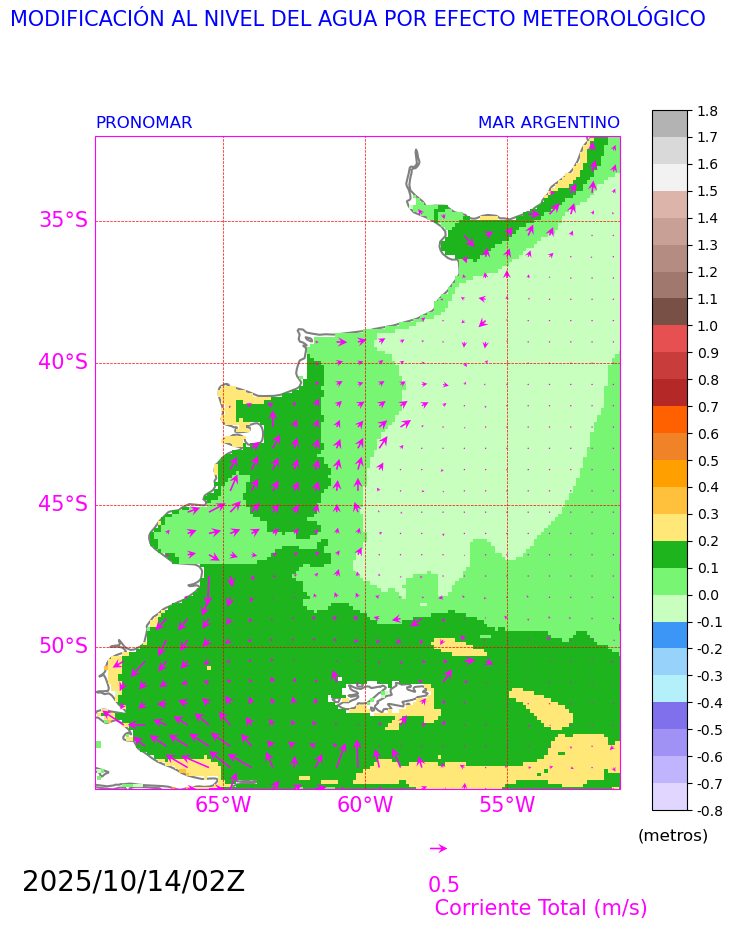 MODIFICACIÓN AL NIVEL DEL AGUA POR EFECTO METEOROLÓGICO
PRONOMAR MAR ARGENTINO
1.8
1.7
1.6
1.5
1.4
1.3
1.2
1.1
1.0
0.9
0.8
0.7
0.6
0.5
0.4
0.3
0.2
0.1
0.0
-0.1
-0.2
-0.3
-0.4
-0.5
-0.6
-0.7
-0.8
(metros)
35°S
40°S
45°S
50°S
65°W 60°W 55°W
2025/10/14/02Z
0.5
Corriente Total (m/s)